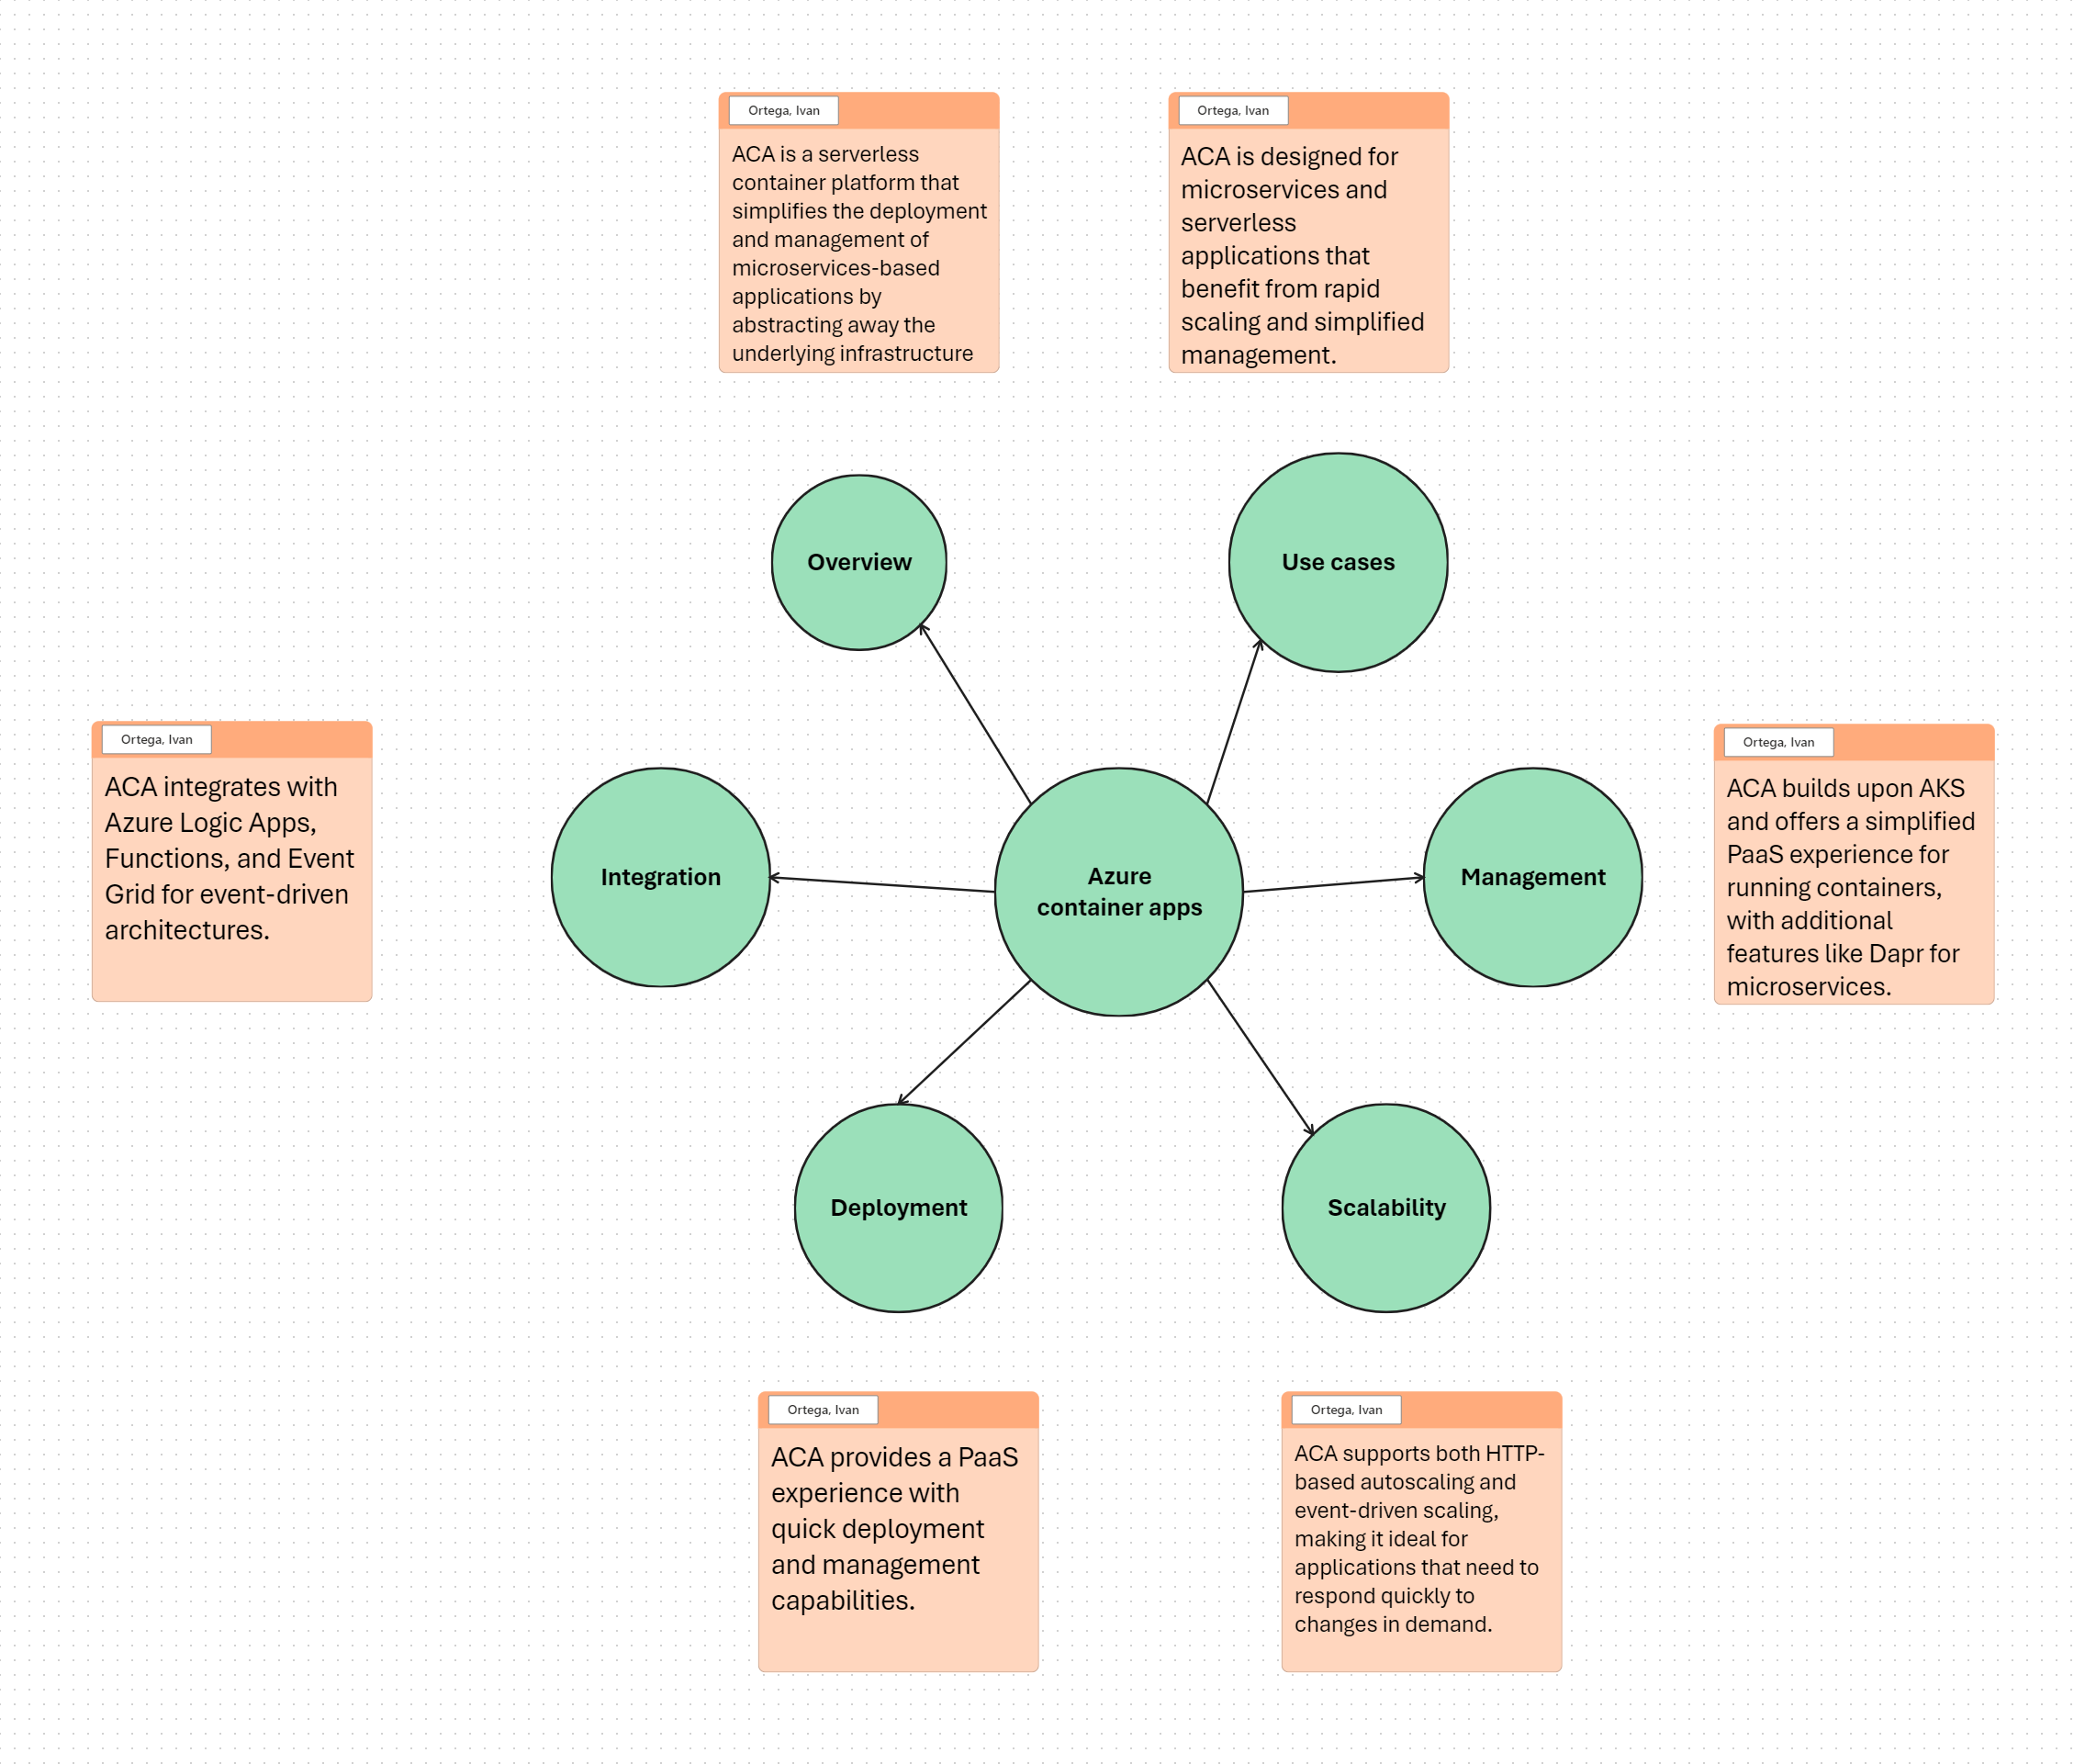 Ortega, Ivan
ACA is a serverless
container platform that
simplifies the deployment
and management of
microservices-based
applications by
abstracting away the
underlying infrastructure
Ortega, Ivan
ACA is designed for
microservices and
serverless
applications that
benefit from rapid
scaling and simplified
management.
Overview
Use cases
Ortega, Ivan
ACA integrates with
Azure Logic Apps,
Functions, and Event
Grid for event-driven
architectures.
Integration
Azure
container apps
Management
Ortega, Ivan
ACA builds upon AKS
and offers a simplified
PaaS experience for
running containers,
with additional
features like Dapr for
microservices.
Deployment
Scalability
Ortega, Ivan
ACA provides a PaaS
experience with
quick deployment
and management
capabilities.
Ortega, Ivan
ACA supports both HTTP-
based autoscaling and
event-driven scaling,
making it ideal for
applications that need to
respond quickly to
changes in demand.